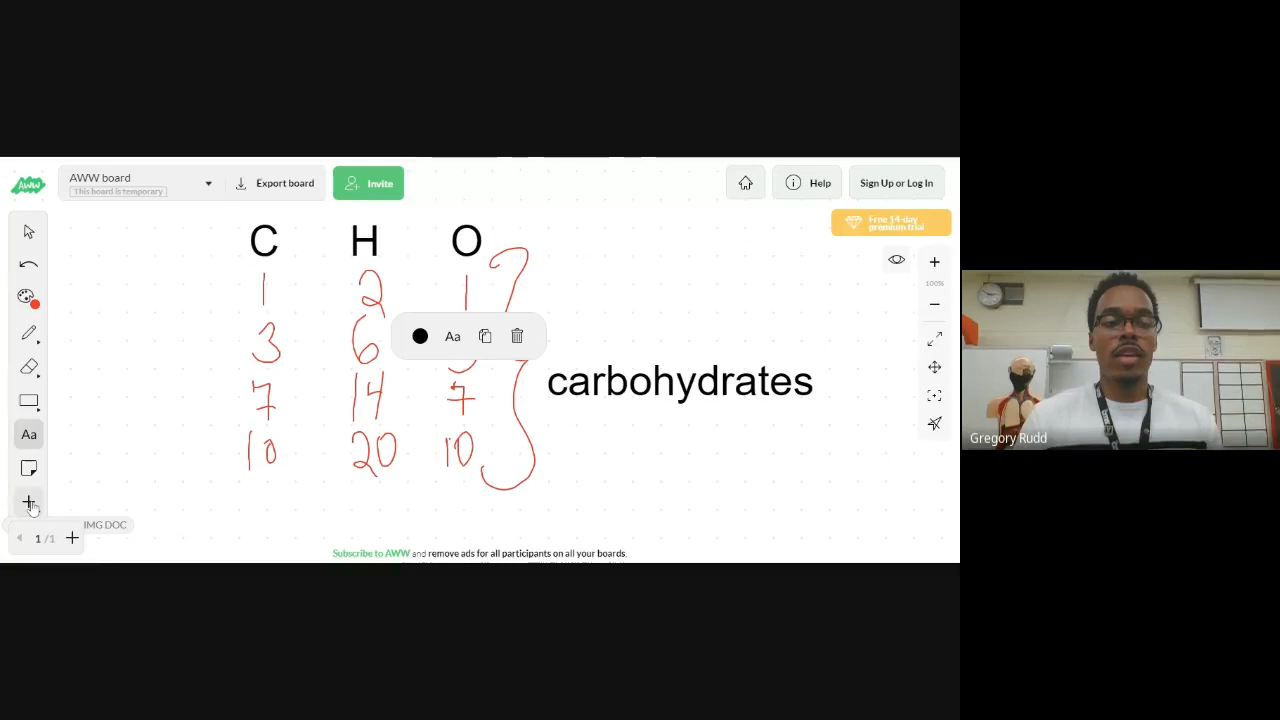 AWW board
This board is temporary
Export board
Invite
Help
Sign Up or Log In
AWW
Free 14-day
premium trial
C H O
1 2 1
3 6
7 14 7
10 20 10
carbohydrates
Aa
100%
Aa
IMG DOC
1/1
Subscribe to AWW and remove ads for all participants on all your boards.
Gregory Rudd